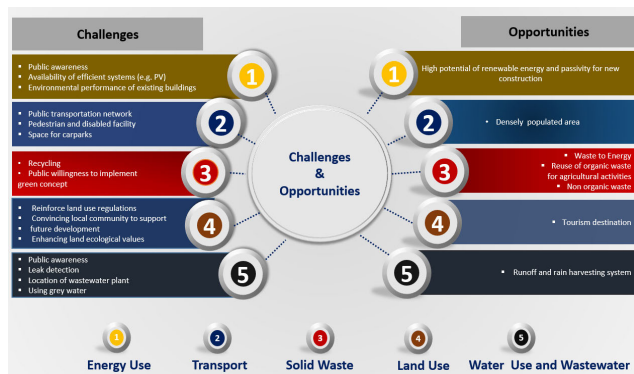 Challenges
Opportunities
▪ Public awareness
▪ Availability of efficient systems (e.g. PV)
▪ Environmental performance of existing buildings
1
▪ Public transportation network
▪ Pedestrian and disabled facility
▪ Space for carparks
2
▪ Recycling
▪ Public willingness to implement
green concept
3
▪ Reinforce land use regulations
▪ Convincing local community to support
▪ future development
▪ Enhancing land ecological values
4
▪ Public awareness
▪ Leak detection
▪ Location of wastewater plant
▪ Using grey water
5
Challenges
&
Opportunities
1
High potential of renewable energy and passivity for new
construction
2
▪ Densely populated area
3
▪ Waste to Energy
▪ Reuse of organic waste
for agricultural activities
▪ Non organic waste
4
▪ Tourism destination
5
▪ Runoff and rain harvesting system
1
Energy Use
2
Transport
3
Solid Waste
4
Land Use
5
Water Use and Wastewater